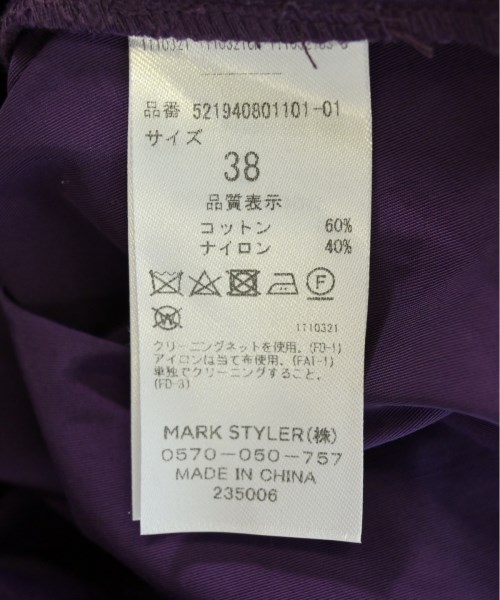 品番 521940801101-01
サイズ
38
品質表示
コットン 60%
ナイロン 40%
F
W
1110321
クリーニングネットを使用。(FD-1)
アイロンは当て布使用。(FAI-1)
単独でクリーニングすること。
(FD-3)
MARK STYLER(株)
0570-050-757
MADE IN CHINA
235006